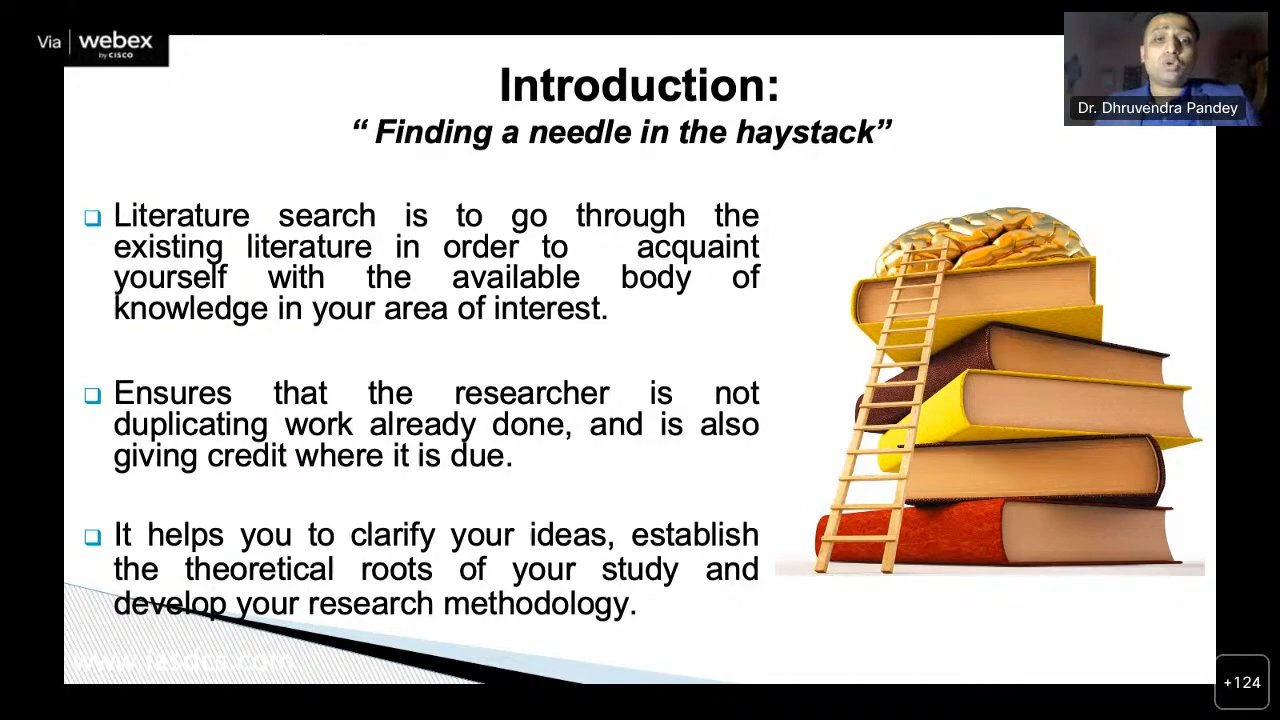 Via | webex
by CISCO
Dr. Dhruvendra Pandey
Introduction:
“ Finding a needle in the haystack”
Literature search is to go through the
existing literature in order to acquaint
yourself with the available body of
knowledge in your area of interest.
Ensures that the researcher is not
duplicating work already done, and is also
giving credit where it is due.
It helps you to clarify your ideas, establish
the theoretical roots of your study and
develop your research methodology.
+124